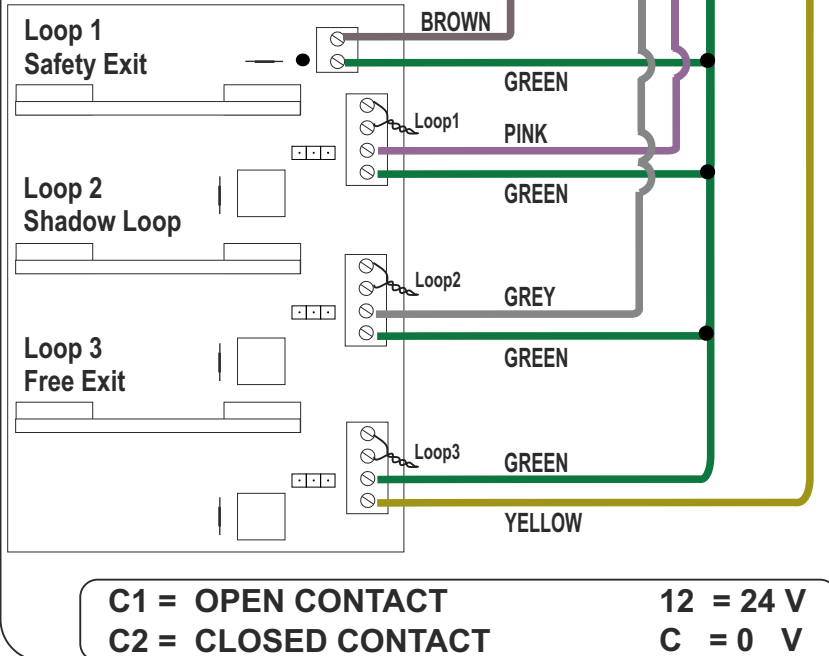 Loop 1
Safety Exit
BROWN
GREEN
Loop1
PINK
GREEN
Loop 2
Shadow Loop
Loop2
GREY
GREEN
Loop 3
Free Exit
Loop3
GREEN
YELLOW
C1 = OPEN CONTACT 12 = 24 V
C2 = CLOSED CONTACT C = 0 V